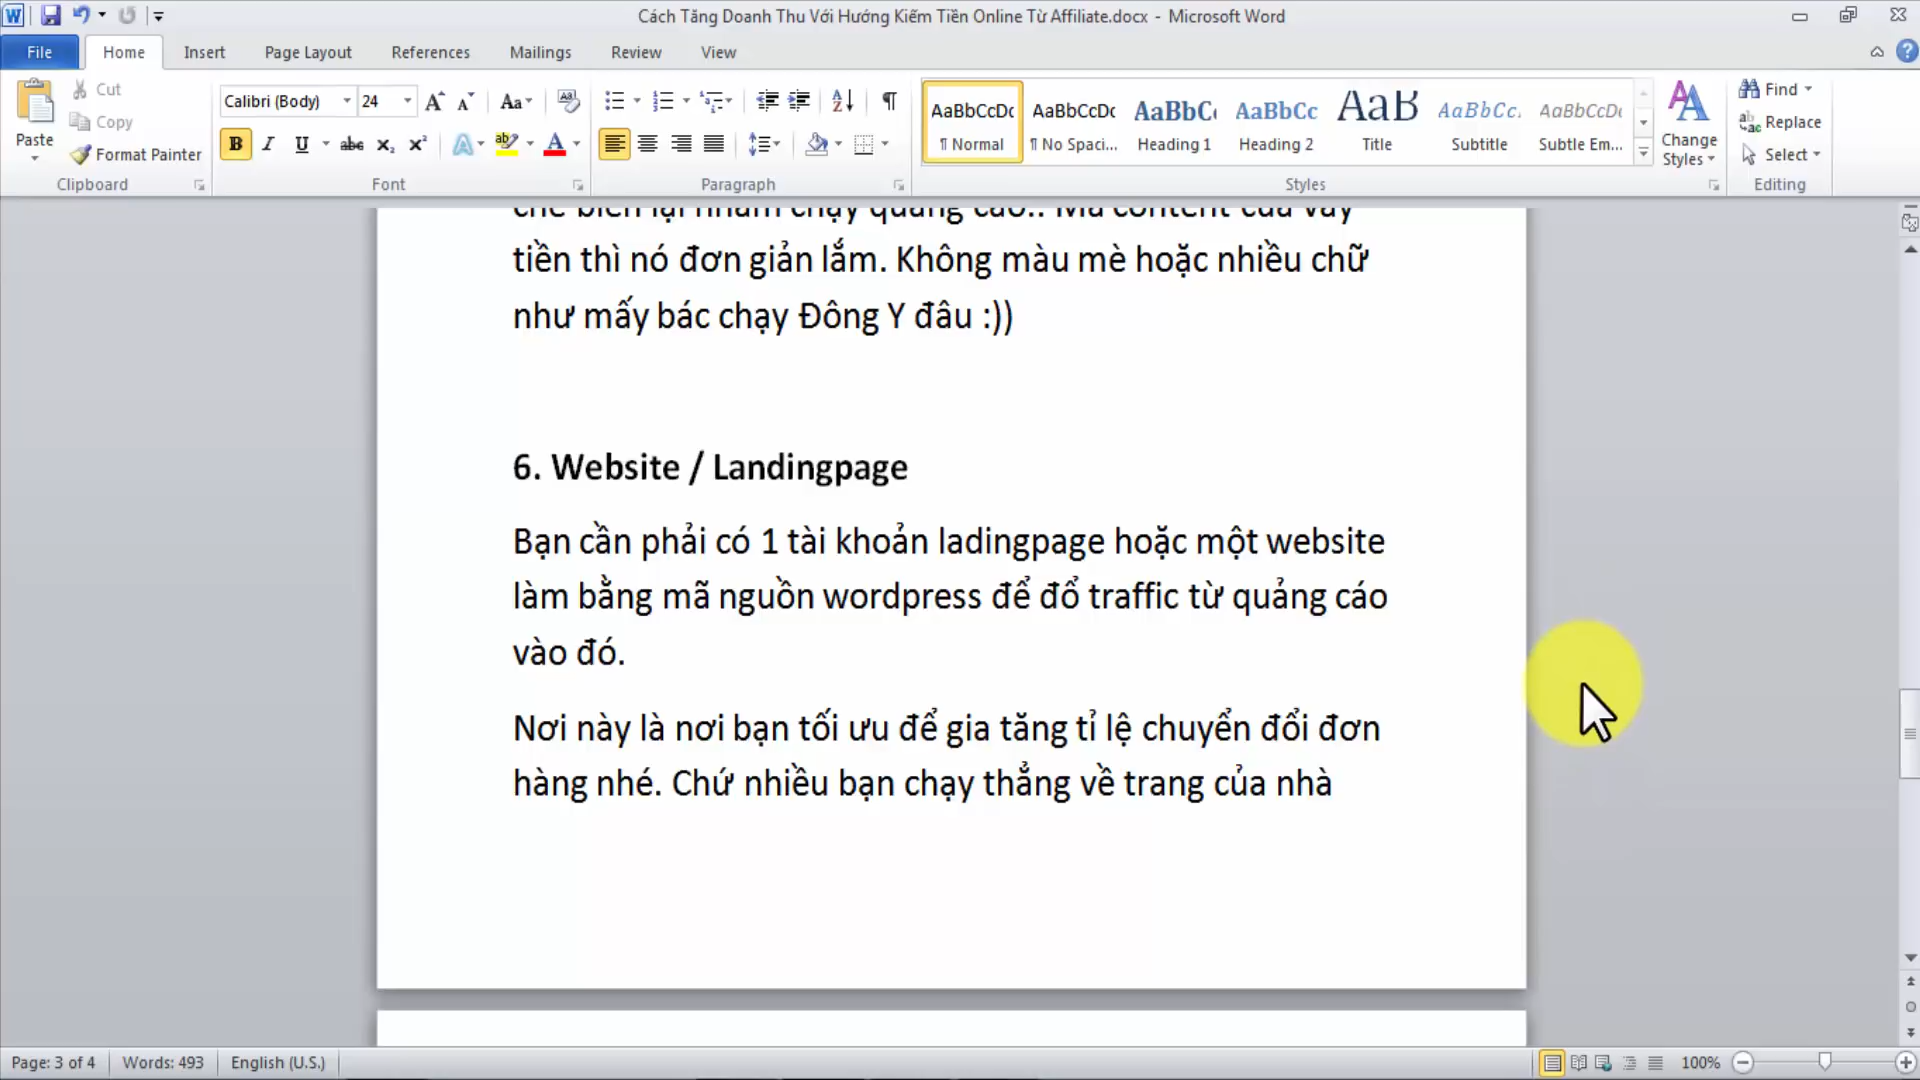 Cách Tăng Doanh Thu Với Hướng Kiếm Tiền Online Từ Affiliate.docx - Microsoft Word
File Home Insert Page Layout References Mailings Review View
Paste
Cut
Copy
Format Painter
Clipboard
Calibri (Body) 24
Font
Paragraph
AaBbCcDc AaBbCcDc AaBbC AaBbCc AaB AaBbCc. AaBbCcDc
¶ Normal ¶ No Spaci... Heading 1 Heading 2 Title Subtitle Subtle Em...
Styles
Change Styles
Find
Replace
Select
Editing
chế biến lại nhằm chạy quảng cáo.. Mà content của vay
tiền thì nó đơn giản lắm. Không màu mè hoặc nhiều chữ
như mấy bác chạy Đông Y đâu :))
6. Website / Landingpage
Bạn cần phải có 1 tài khoản ladingpage hoặc một website
làm bằng mã nguồn wordpress để đổ traffic từ quảng cáo
vào đó.
Nơi này là nơi bạn tối ưu để gia tăng tỉ lệ chuyển đổi đơn
hàng nhé. Chứ nhiều bạn chạy thẳng về trang của nhà
Page: 3 of 4 Words: 493 English (U.S.) 100%